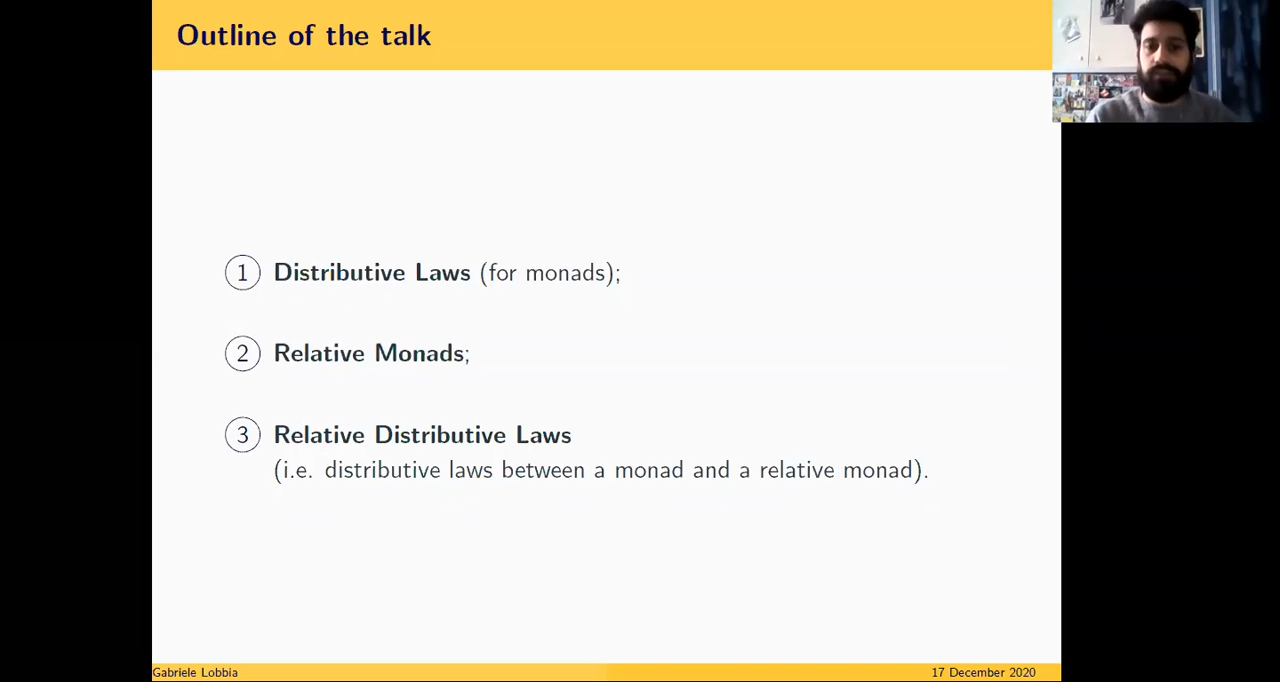 Outline of the talk
1 Distributive Laws (for monads);
2 Relative Monads;
3 Relative Distributive Laws
(i.e. distributive laws between a monad and a relative monad).
Gabriele Lobbia 17 December 2020